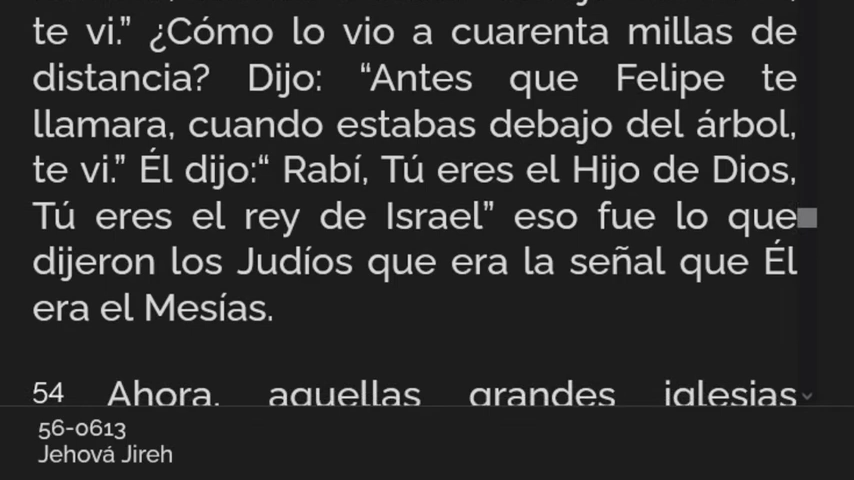 te vi.” ¿Cómo lo vio a cuarenta millas de
distancia? Dijo: “Antes que Felipe te
llamara, cuando estabas debajo del árbol,
te vi.” Él dijo:“ Rabí, Tú eres el Hijo de Dios,
Tú eres el rey de Israel” eso fue lo que
dijeron los Judíos que era la señal que Él
era el Mesías.
54 Ahora, aquellas grandes iglesias
56-0613
Jehová Jireh